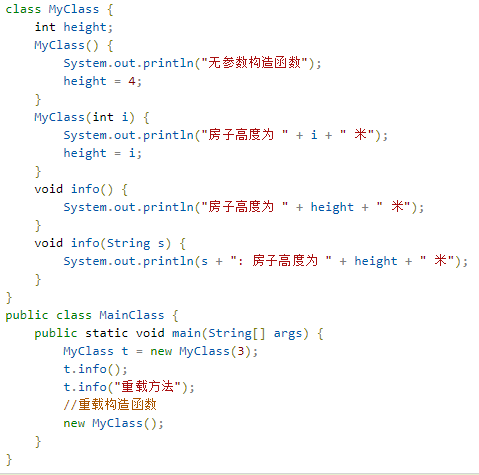 class MyClass {
    int height;
    MyClass() {
        System.out.println("无参数构造函数");
        height = 4;
    }
    MyClass(int i) {
        System.out.println("房子高度为 " + i + " 米");
        height = i;
    }
    void info() {
        System.out.println("房子高度为 " + height + " 米");
    }
    void info(String s) {
        System.out.println(s + ": 房子高度为 " + height + " 米");
    }
}
public class MainClass {
    public static void main(String[] args) {
        MyClass t = new MyClass(3);
        t.info();
        t.info("重载方法");
        //重载构造函数
        new MyClass();
    }
}